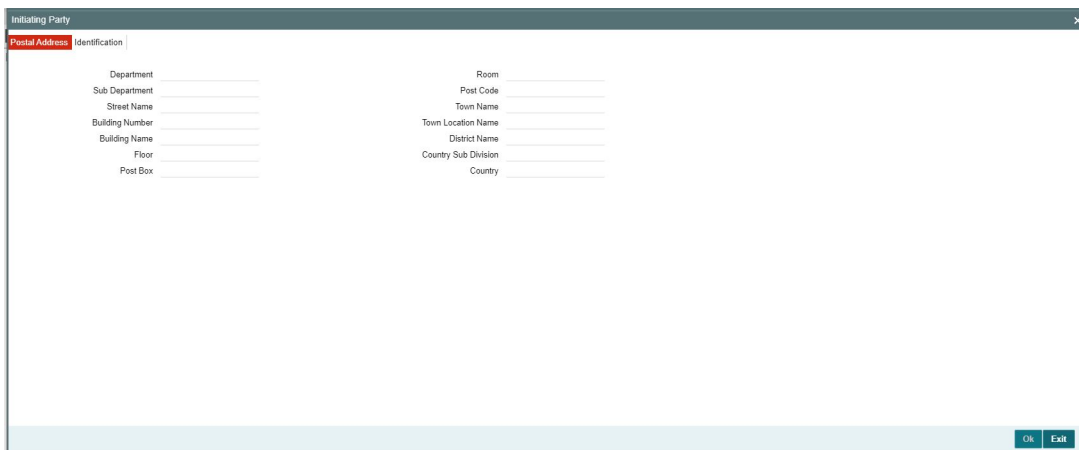 Initiating Party
Postal Address Identification
Department
Sub Department
Street Name
Building Number
Building Name
Floor
Post Box
Room
Post Code
Town Name
Town Location Name
District Name
Country Sub Division
Country
Ok Exit